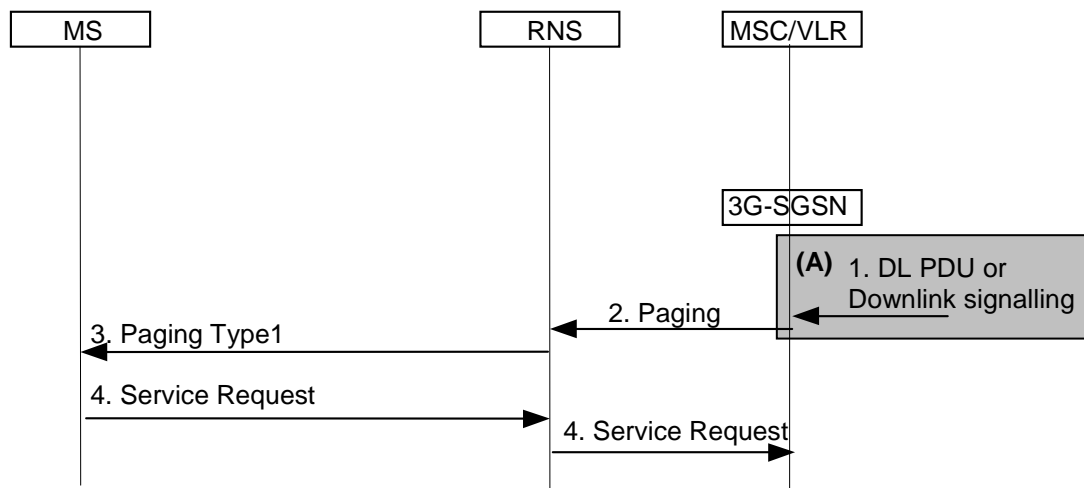 MS
RNS
MSC/VLR
3G-SGSN
(A) 1. DL PDU or
Downlink signalling
2. Paging
3. Paging Type1
4. Service Request
4. Service Request